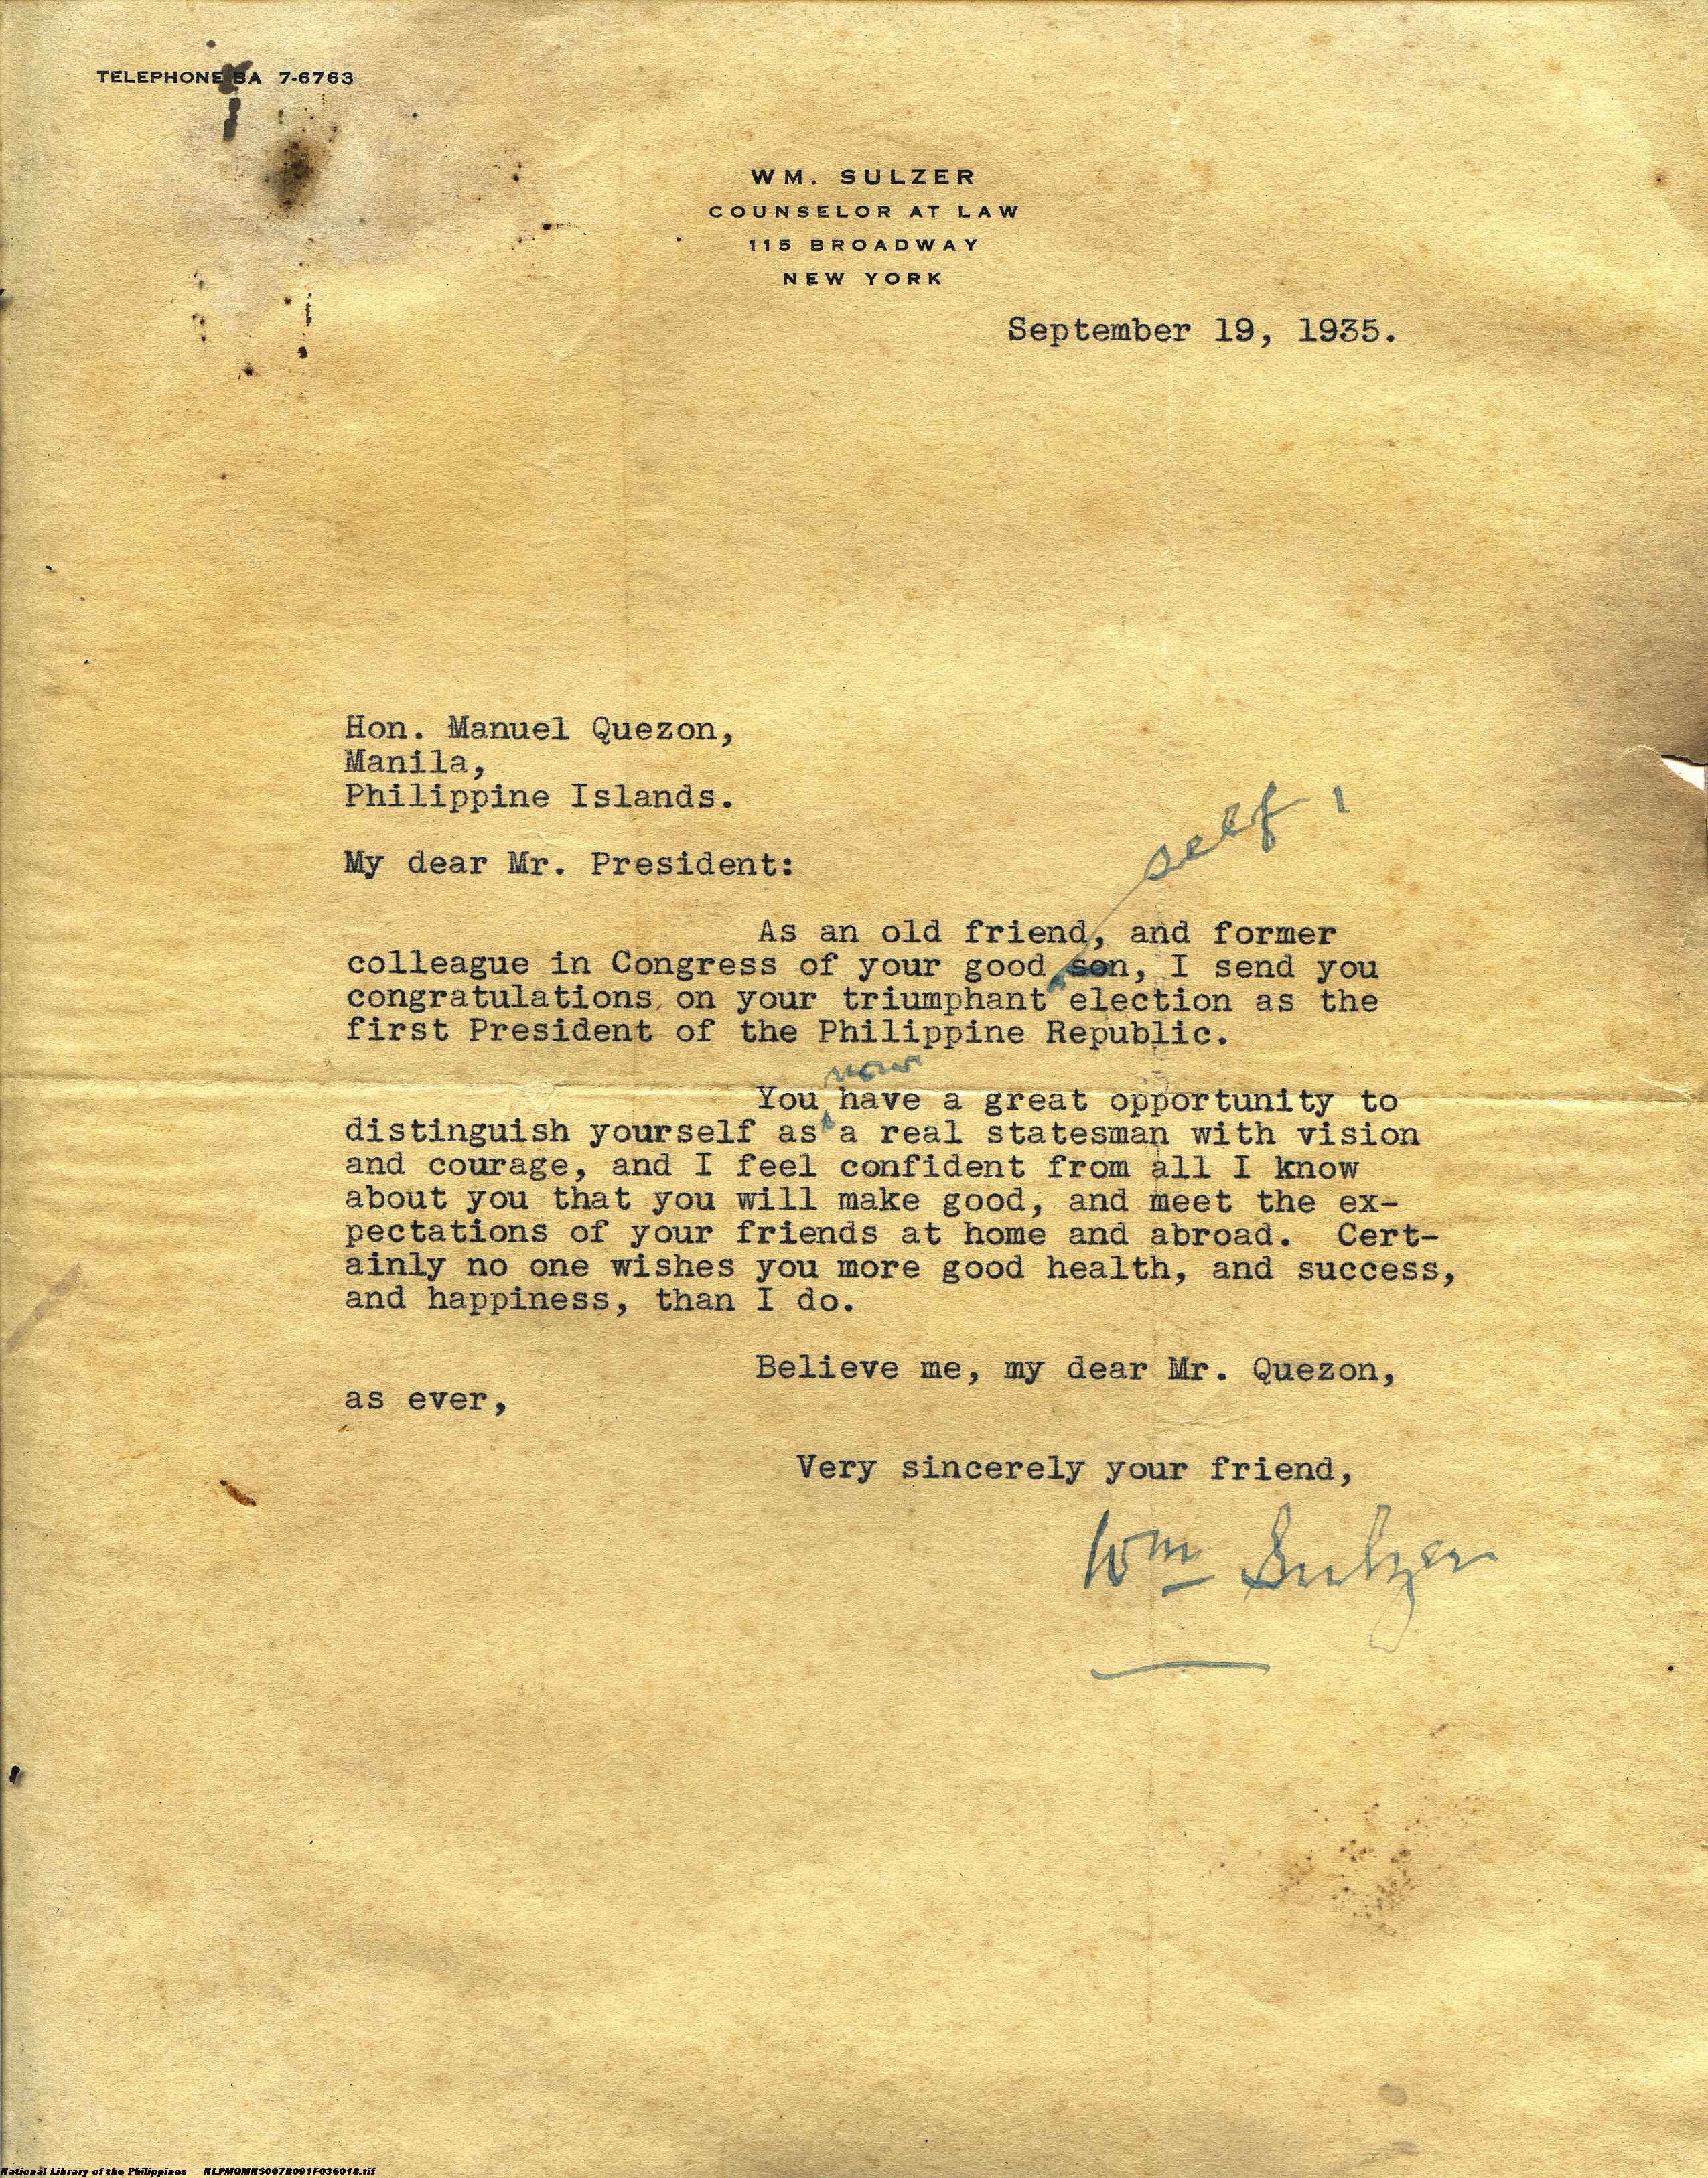 TELEPHONE BA 7-6763
WM. SULZER
COUNSELOR AT LAW
115 BROADWAY
NEW YORK
September 19, 1935.
Hon. Manuel Quezon,
Manila,
Philippine Islands.
self,
My dear Mr. President:
As an old friend, and former
colleague in Congress of your good son, I send you
congratulations on your triumphant election as the
first President of the Philippine Republic.
now
You have a great opportunity to
distinguish yourself as a real statesman with vision
and courage, and I feel confident from all I know
about you that you will make good, and meet the ex-
pectations of your friends at home and abroad. Cert-
ainly no one wishes you more good health, and success,
and happiness, than I do.
Believe me, my dear Mr. Quezon,
as ever,
Very sincerely your friend,
Wm Sulzer
National Library of the Philippines NLPMQMNS007B091F036018.tif